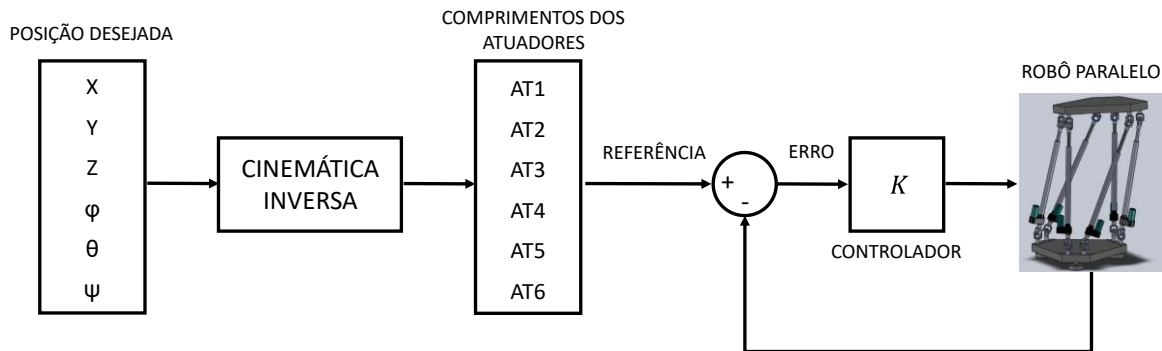 POSIÇÃO DESEJADA
X
Y
Z
φ
θ
ψ
CINEMÁTICA
INVERSA
COMPRIMENTOS DOS
ATUADORES
AT1
AT2
AT3
AT4
AT5
AT6
REFERÊNCIA
+
-
ERRO
K
CONTROLADOR
ROBÔ PARALELO